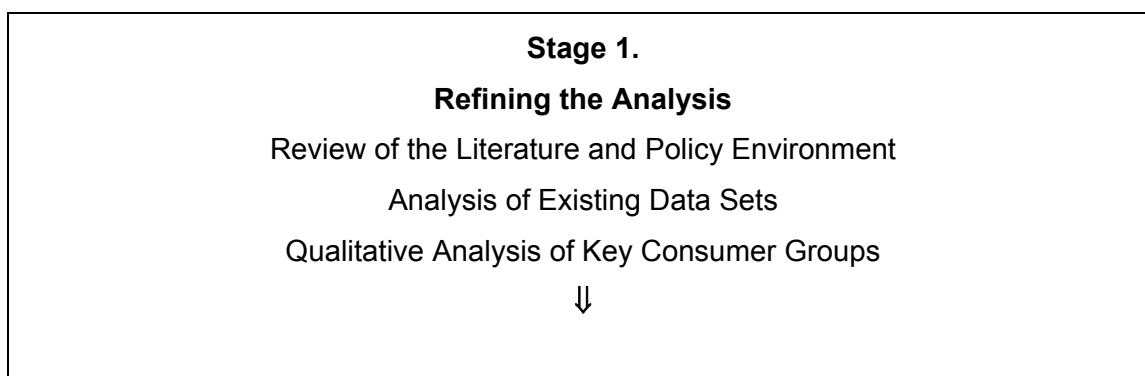 Stage 1.
Refining the Analysis
Review of the Literature and Policy Environment
Analysis of Existing Data Sets
Qualitative Analysis of Key Consumer Groups
⇓